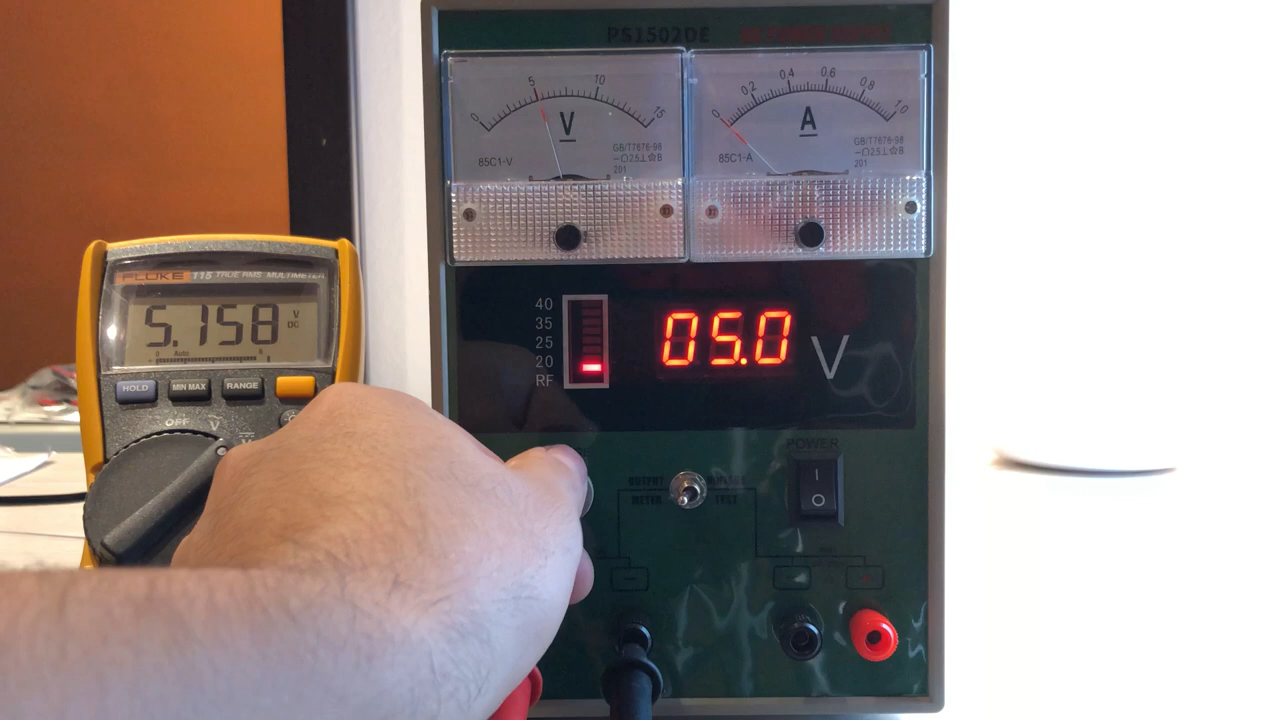 PS1502DE
0 5 10 15
V
85C1-V
GB/T7676-98
201
0 0.2 0.4 0.6 0.8 1.0
A
85C1-A
GB/T7676-98
201
FLUKE 115 TRUE RMS MULTIMETER
5.158 V DC
0 Auto 6
HOLD MIN MAX RANGE
OFF V
40
35
25
20
RF
05.0 V
POWER
OUTPUT
METER TEST
I
O